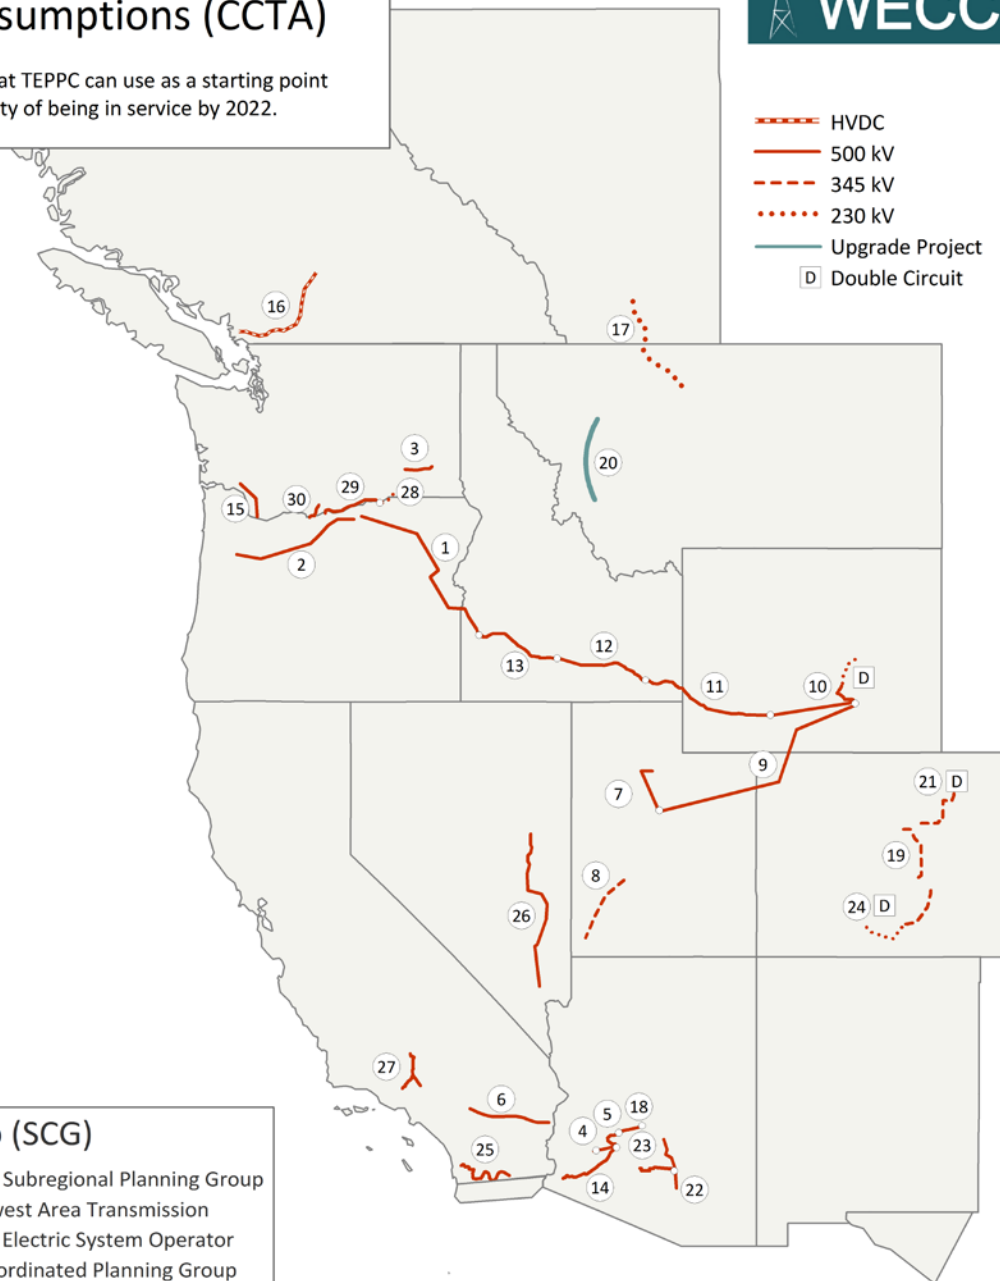 sumptions (CCTA)
at TEPPC can use as a starting point
ty of being in service by 2022.
WECC
HVDC
500 kV
345 kV
230 kV
Upgrade Project
D Double Circuit
16
17
3
20
15
30
29
28
2
1
13
12
11
10
D
9
7
21 D
8
19
26
24 D
27
6
5
18
4
23
25
14
22
(SCG)
Subregional Planning Group
est Area Transmission
Electric System Operator
ordinated Planning Group